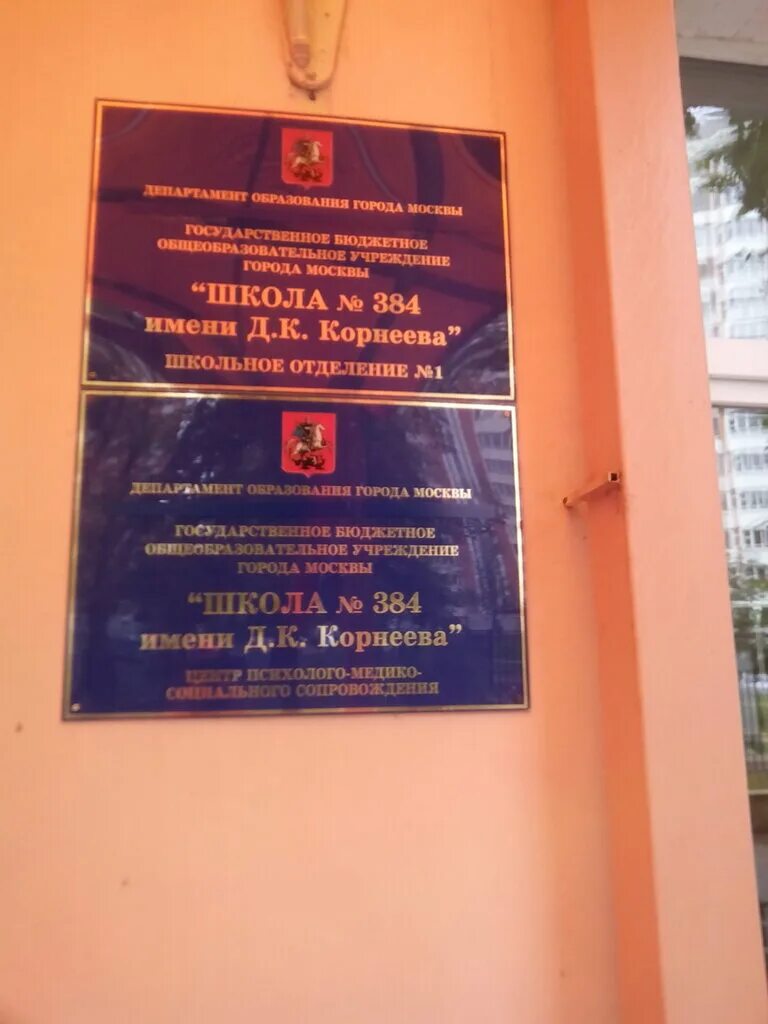 ДЕПАРТАМЕНТ ОБРАЗОВАНИЯ ГОРОДА МОСКВЫ
ГОСУДАРСТВЕННОЕ БЮДЖЕТНОЕ
ОБЩЕОБРАЗОВАТЕЛЬНОЕ УЧРЕЖДЕНИЕ
ГОРОДА МОСКВЫ
“ШКОЛА № 384
имени Д.К. Корнеева”
ШКОЛЬНОЕ ОТДЕЛЕНИЕ №1
ДЕПАРТАМЕНТ ОБРАЗОВАНИЯ ГОРОДА МОСКВЫ
ГОСУДАРСТВЕННОЕ БЮДЖЕТНОЕ
ОБЩЕОБРАЗОВАТЕЛЬНОЕ УЧРЕЖДЕНИЕ
ГОРОДА МОСКВЫ
“ШКОЛА № 384
имени Д.К. Корнеева”
ЦЕНТР ПСИХОЛОГО-МЕДИКО-
СОЦИАЛЬНОГО СОПРОВОЖДЕНИЯ